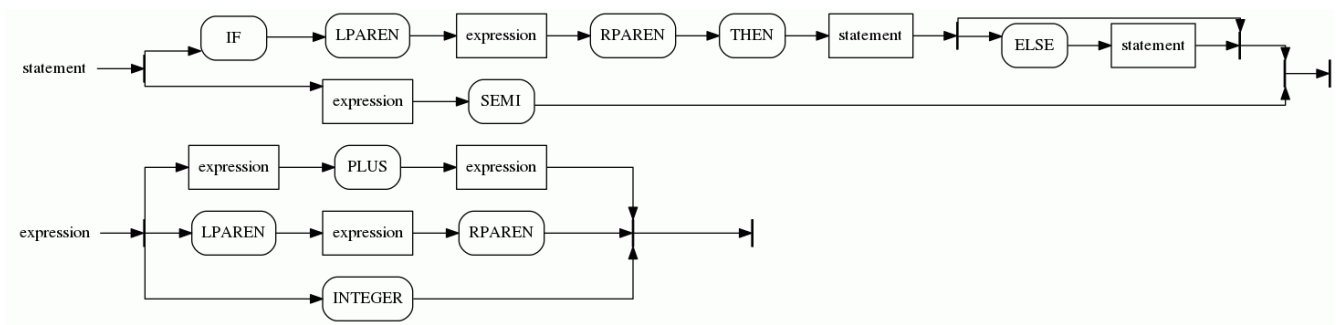 IF LPAREN expression RPAREN THEN statement ELSE statement
statement
expression SEMI
expression PLUS expression
expression LPAREN expression RPAREN
INTEGER